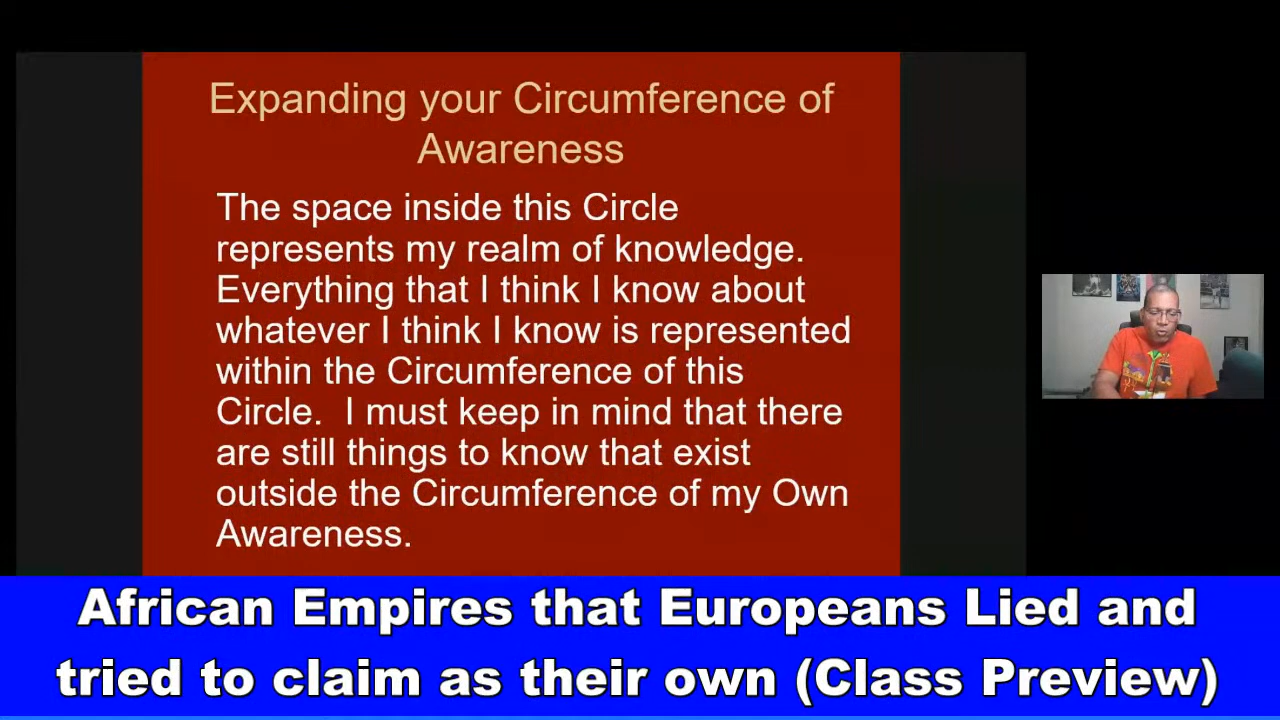 Expanding your Circumference of
Awareness
The space inside this Circle
represents my realm of knowledge.
Everything that I think I know about
whatever I think I know is represented
within the Circumference of this
Circle.  I must keep in mind that there
are still things to know that exist
outside the Circumference of my Own
Awareness.
African Empires that Europeans Lied and
tried to claim as their own (Class Preview)